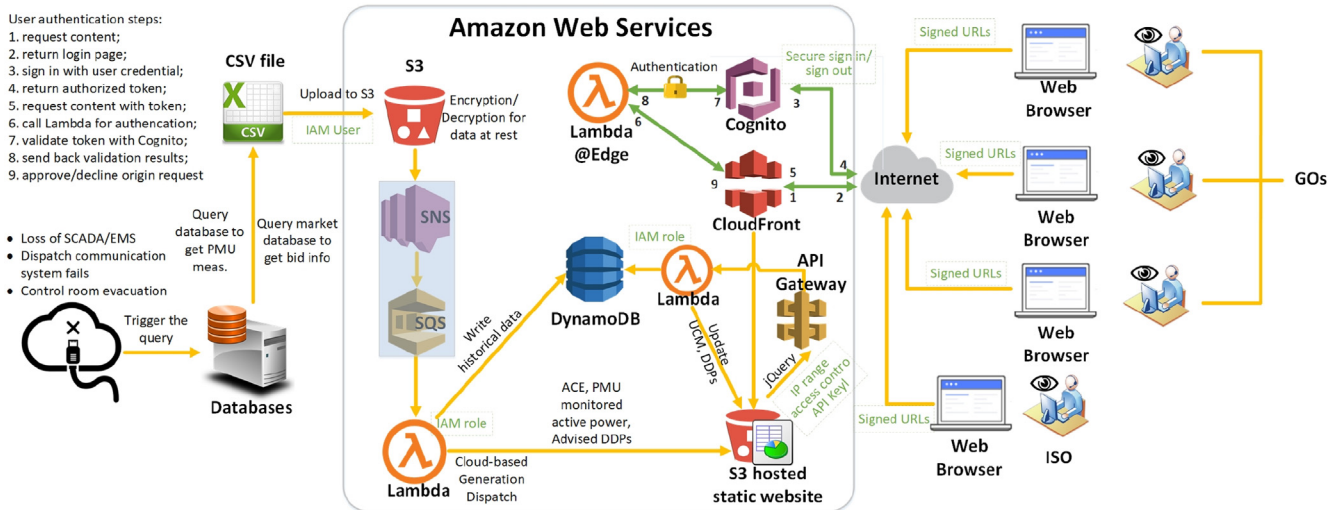 User authentication steps:
1. request content;
2. return login page;
3. sign in with user credential;
4. return authorized token;
5. request content with token;
6. call Lambda for authencation;
7. validate token with Cognito;
8. send back validation results;
9. approve/decline origin request
• Loss of SCADA/EMS
• Dispatch communication
system fails
• Control room evacuation
Trigger the
query
Databases
Query
database to
get PMU
meas.
Query market
database to
get bid info
CSV file
X
CSV
Upload to S3
IAM User
Amazon Web Services
S3
Encryption/
Decryption for
data at rest
SNS
SQS
Lambda
IAM role
Cloud-based
Generation
Dispatch
Write
historical data
ACE, PMU
monitored
active power,
Advised DDPs
DynamoDB
IAM role
Lambda
Update
UCM, DDPs
API
Gateway
jQuery
IP range
access contro
API Keyl
S3 hosted
static website
Lambda
@Edge
Authentication
8
7
6
Cognito
3
Secure sign in/
sign out
9
5
1
CloudFront
4
2
Internet
Signed URLs
Web
Browser
Signed URLs
Web
Browser
Signed URLs
Web
Browser
Signed URLs
Web
Browser
ISO
GOs